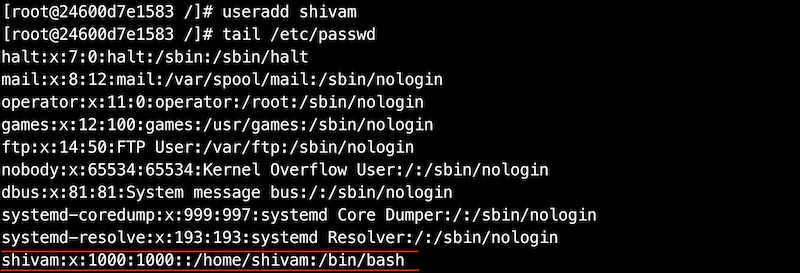 [root@24600d7e1583 /]# useradd shivam
[root@24600d7e1583 /]# tail /etc/passwd
halt:x:7:0:halt:/sbin:/sbin/halt
mail:x:8:12:mail:/var/spool/mail:/sbin/nologin
operator:x:11:0:operator:/root:/sbin/nologin
games:x:12:100:games:/usr/games:/sbin/nologin
ftp:x:14:50:FTP User:/var/ftp:/sbin/nologin
nobody:x:65534:65534:Kernel Overflow User:/:/sbin/nologin
dbus:x:81:81:System message bus:/:/sbin/nologin
systemd-coredump:x:999:997:systemd Core Dumper:/:/sbin/nologin
systemd-resolve:x:193:193:systemd Resolver:/:/sbin/nologin
shivam:x:1000:1000::/home/shivam:/bin/bash